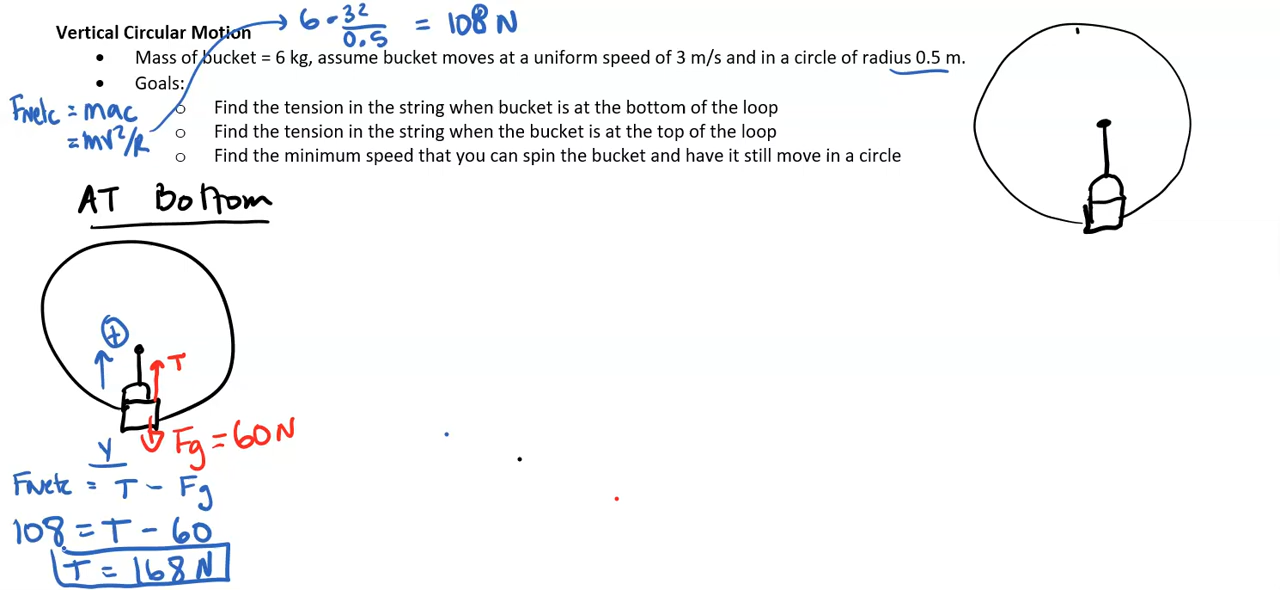 6 · 3²/0.5 = 108 N
Vertical Circular Motion
• Mass of bucket = 6 kg, assume bucket moves at a uniform speed of 3 m/s and in a circle of radius 0.5 m.
• Goals:
Fnetc = mac
= mv²/R
o Find the tension in the string when bucket is at the bottom of the loop
o Find the tension in the string when the bucket is at the top of the loop
o Find the minimum speed that you can spin the bucket and have it still move in a circle
AT Bottom
+
T
Fg = 60N
Y
Fnetc = T - Fg
108 = T - 60
T = 168 N